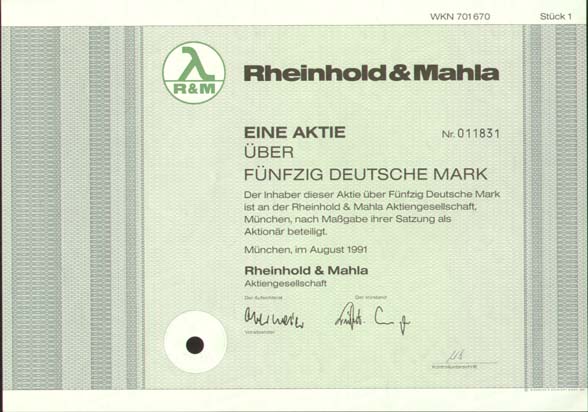 WKN 701670 Stück 1
λ
R&M
Rheinhold & Mahla
EINE AKTIE Nr. 011831
ÜBER
FÜNFZIG DEUTSCHE MARK
Der Inhaber dieser Aktie über Fünfzig Deutsche Mark
ist an der Rheinhold & Mahla Aktiengesellschaft,
München, nach Maßgabe ihrer Satzung als
Aktionär beteiligt.
München, im August 1991
Rheinhold & Mahla
Aktiengesellschaft
Der Aufsichtsrat Der Vorstand
Vorsitzender
Kontrollunterschrift